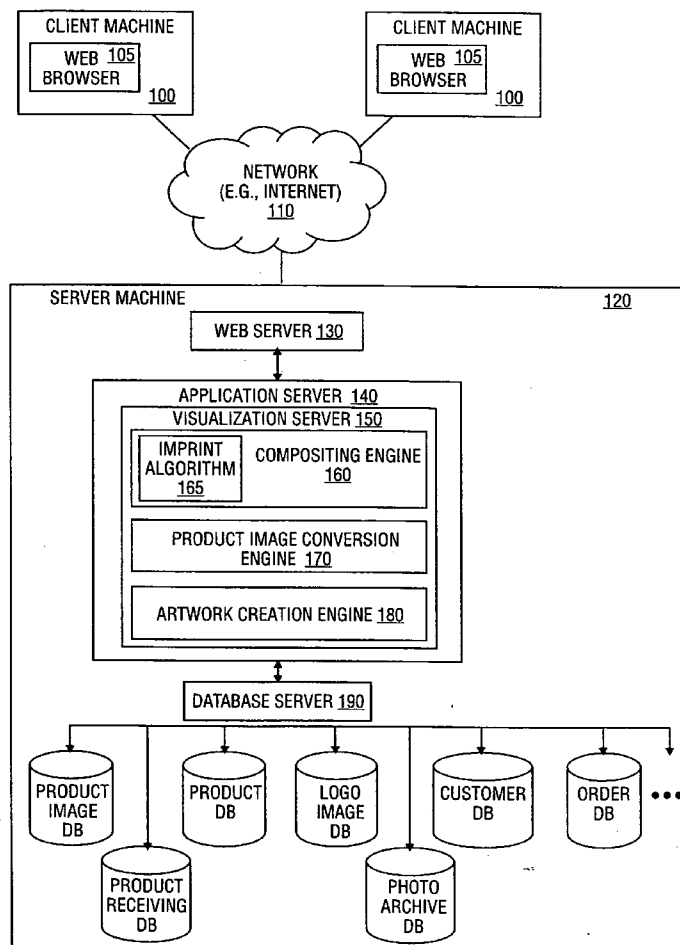 CLIENT MACHINE
WEB 105
BROWSER
100
CLIENT MACHINE
WEB 105
BROWSER
100
NETWORK
(E.G., INTERNET)
110
SERVER MACHINE
120
WEB SERVER 130
APPLICATION SERVER 140
VISUALIZATION SERVER 150
IMPRINT
ALGORITHM
165
COMPOSITING ENGINE
160
PRODUCT IMAGE CONVERSION
ENGINE 170
ARTWORK CREATION ENGINE 180
DATABASE SERVER 190
PRODUCT
IMAGE
DB
PRODUCT
DB
LOGO
IMAGE
DB
CUSTOMER
DB
ORDER
DB
PRODUCT
RECEIVING
DB
PHOTO
ARCHIVE
DB